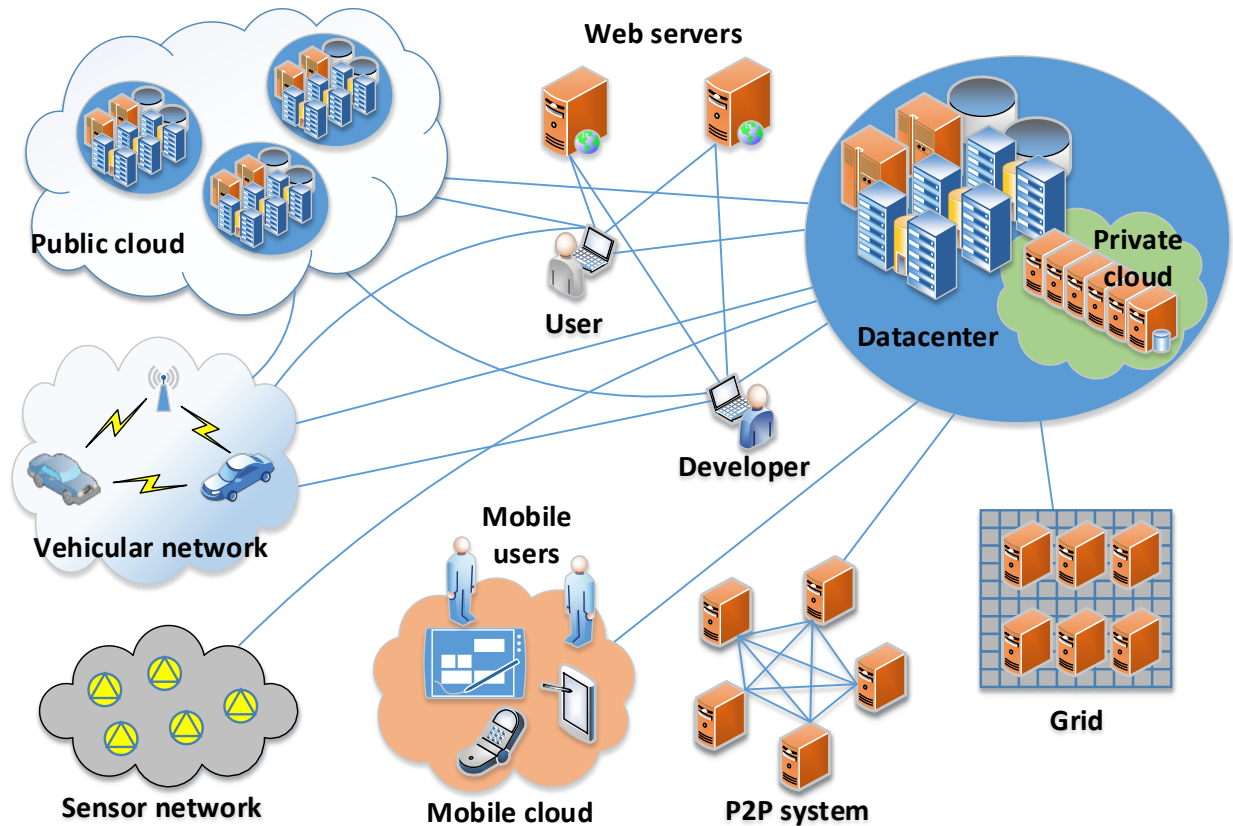 Web servers
Public cloud
Private
cloud
User
Datacenter
Developer
Vehicular network
Mobile
users
Grid
Sensor network
Mobile cloud
P2P system